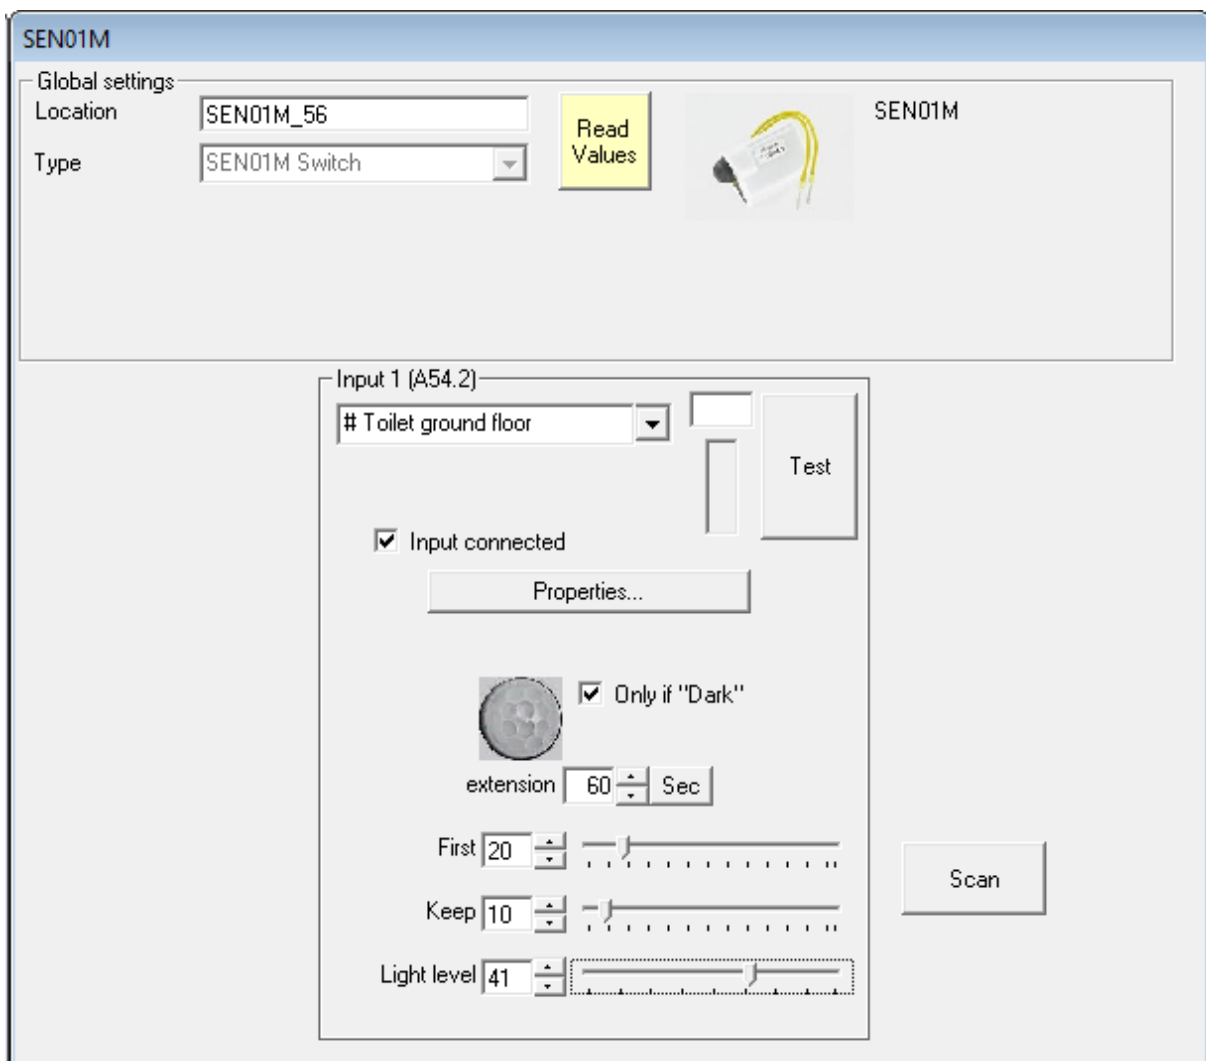 SEN01M
Global settings
Location SEN01M_56
Read Values
SEN01M
Type SEN01M Switch
Input 1 (A54.2)
# Toilet ground floor
Test
Input connected
Properties...
Only if "Dark"
extension 60 Sec
First 20
Scan
Keep 10
Light level 41